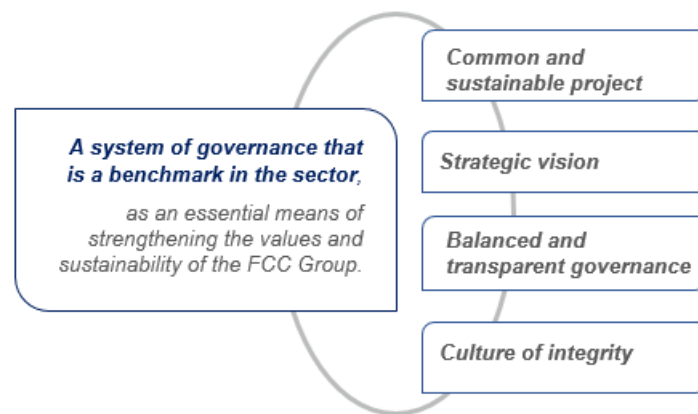 A system of governance that
is a benchmark in the sector,
as an essential means of
strengthening the values and
sustainability of the FCC Group.
Common and
sustainable project
Strategic vision
Balanced and
transparent governance
Culture of integrity